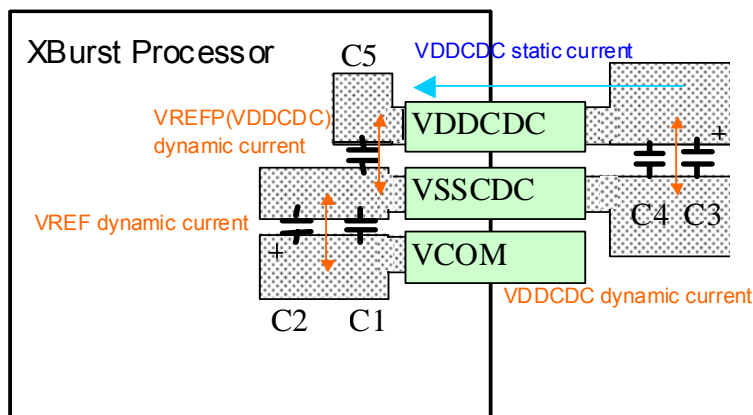 XBurst Processor
C5
VDDCDC static current
VREFP(VDDCDC)
dynamic current
VDDCDC
+
VSSCDC
C4 C3
VREF dynamic current
VCOM
+
VDDCDC dynamic current
C2 C1